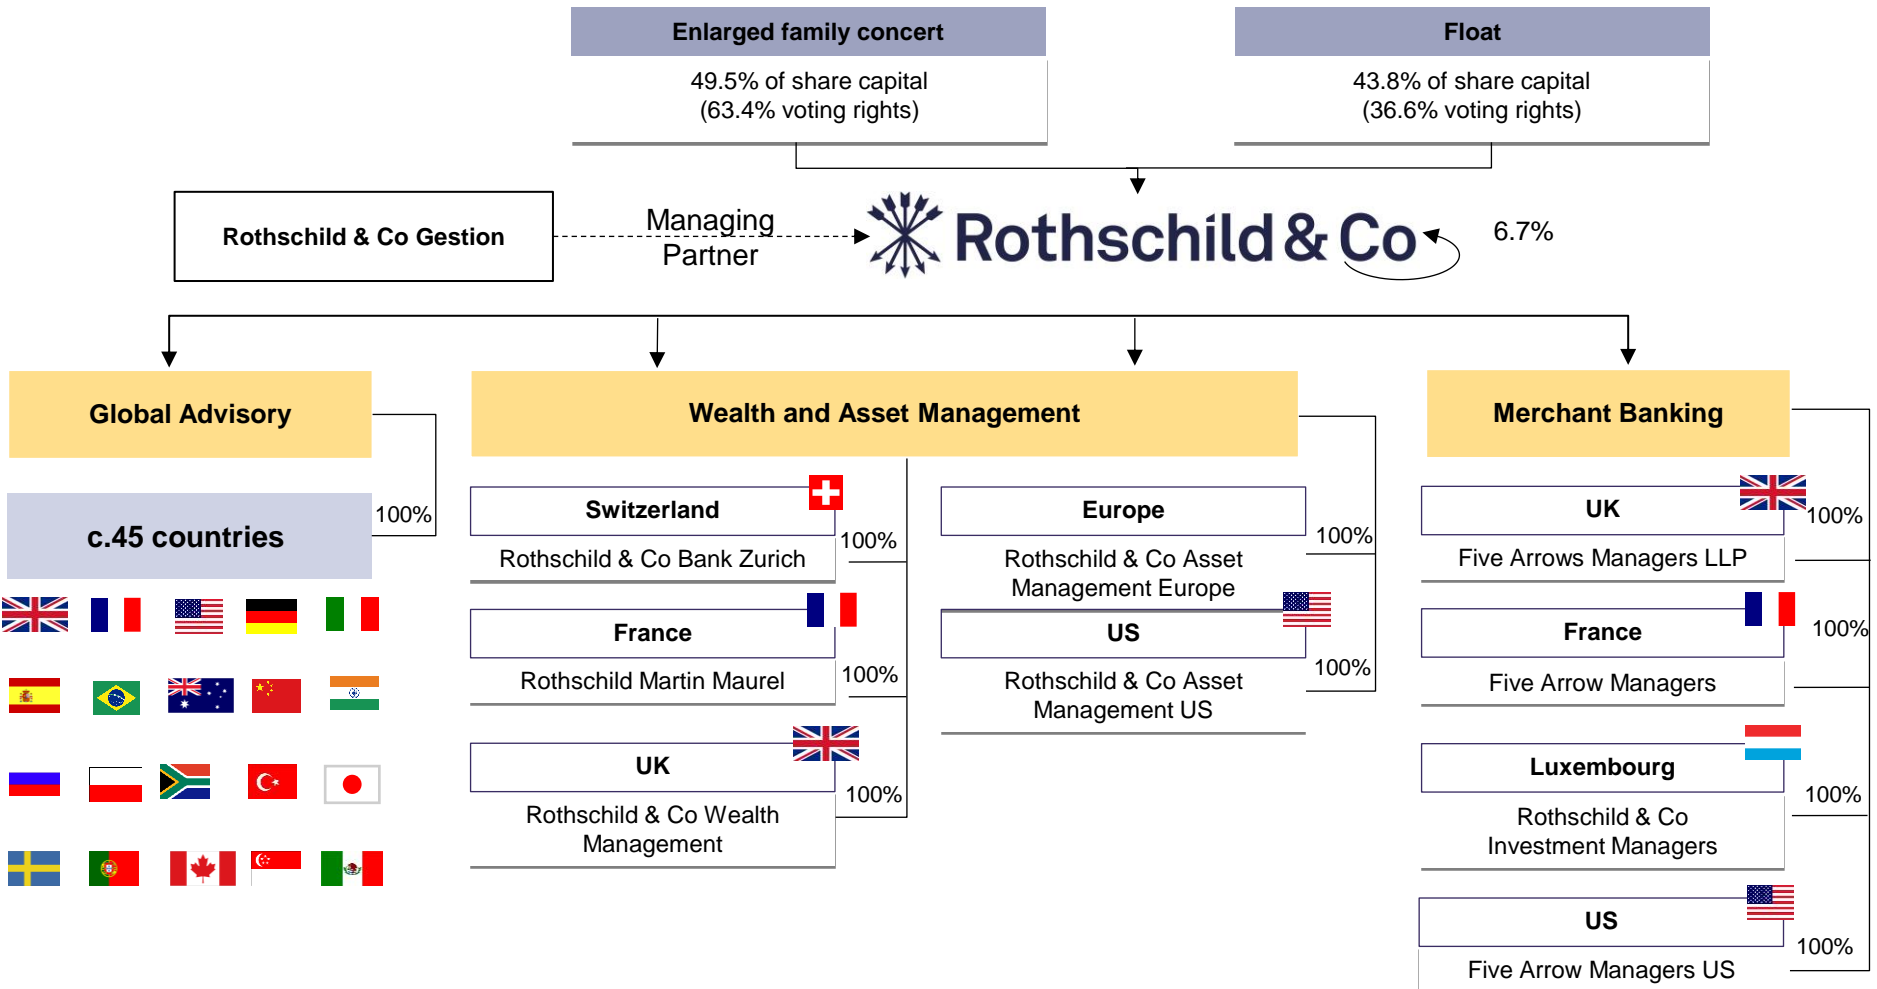 Enlarged family concert
49.5% of share capital
(63.4% voting rights)
Float
43.8% of share capital
(36.6% voting rights)
Rothschild & Co Gestion
Managing
Partner
Rothschild & Co
6.7%
Global Advisory
100%
c.45 countries
Wealth and Asset Management
Switzerland
Rothschild & Co Bank Zurich
100%
France
Rothschild Martin Maurel
100%
UK
Rothschild & Co Wealth
Management
100%
Europe
Rothschild & Co Asset
Management Europe
100%
US
Rothschild & Co Asset
Management US
100%
Merchant Banking
UK
Five Arrows Managers LLP
100%
France
Five Arrow Managers
100%
Luxembourg
Rothschild & Co
Investment Managers
100%
US
Five Arrow Managers US
100%